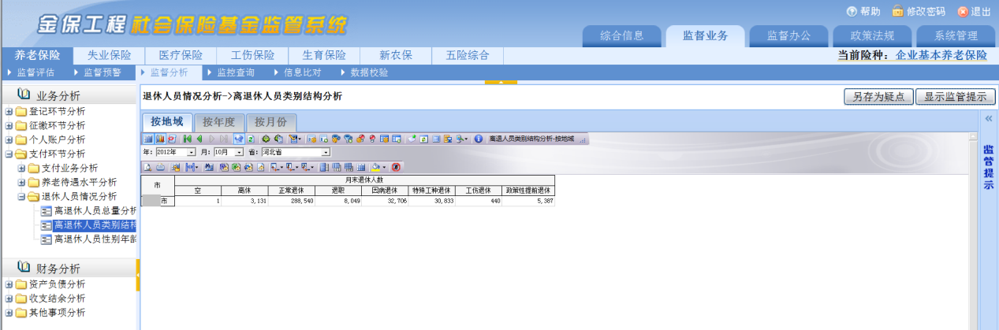 金保工程 社会保险基金监管系统
帮助 修改密码 退出
综合信息 监督业务 监督办公 政策法规 系统管理
养老保险 失业保险 医疗保险 工伤保险 生育保险 新农保 五险综合
当前险种：企业基本养老保险
监督评估 监督预警 监督分析 监控查询 信息比对 数据校验
业务分析
登记环节分析
征缴环节分析
个人账户分析
支付环节分析
支付业务分析
养老待遇水平分析
退休人员情况分析
离退休人员总量分析
离退休人员类别结构
离退休人员性别年龄
财务分析
资产负债分析
收支结余分析
其他事项分析
退休人员情况分析->离退休人员类别结构分析
另存为疑点 显示监管提示
按地域 按年度 按月份
离退人员类别结构分析-按地域
年: 2012年 月: 10月 省: 河北省
市 月末退休人数
空 离休 正常退休 退职 因病退休 特殊工种退休 工伤退休 政策性提前退休
市 1 3,131 288,540 8,049 32,706 30,833 440 5,387
«
监管提示